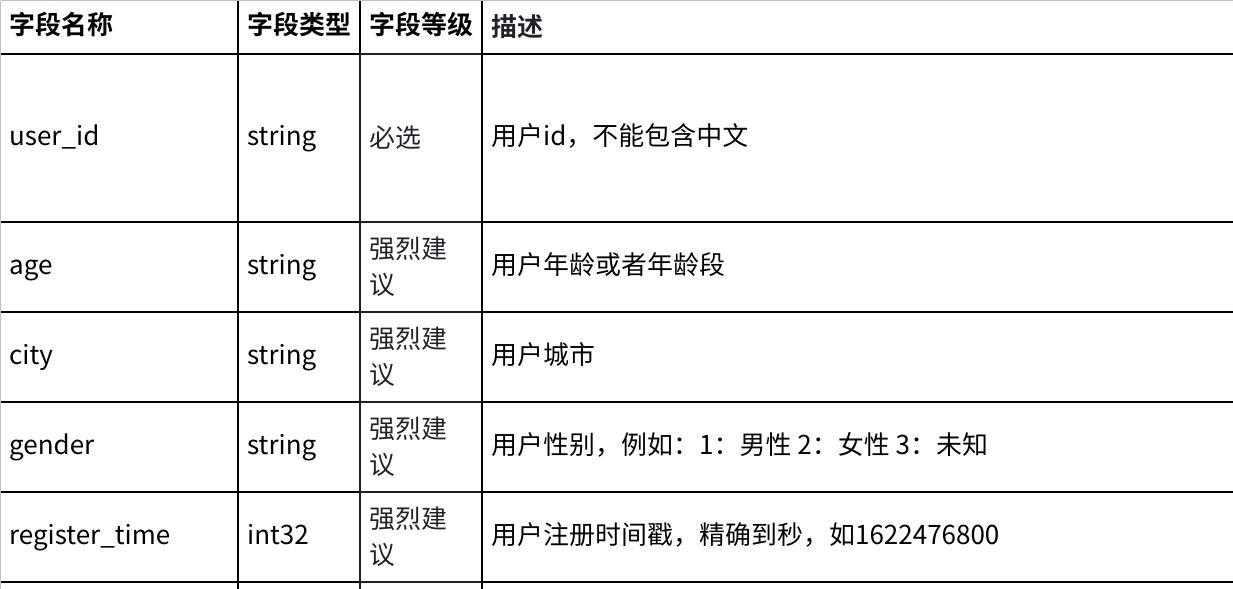 字段名称 字段类型 字段等级 描述
user_id string 必选 用户id，不能包含中文
age string 强烈建
议 用户年龄或者年龄段
city string 强烈建
议 用户城市
gender string 强烈建
议 用户性别，例如：1：男性 2：女性 3：未知
register_time int32 强烈建
议 用户注册时间戳，精确到秒，如1622476800